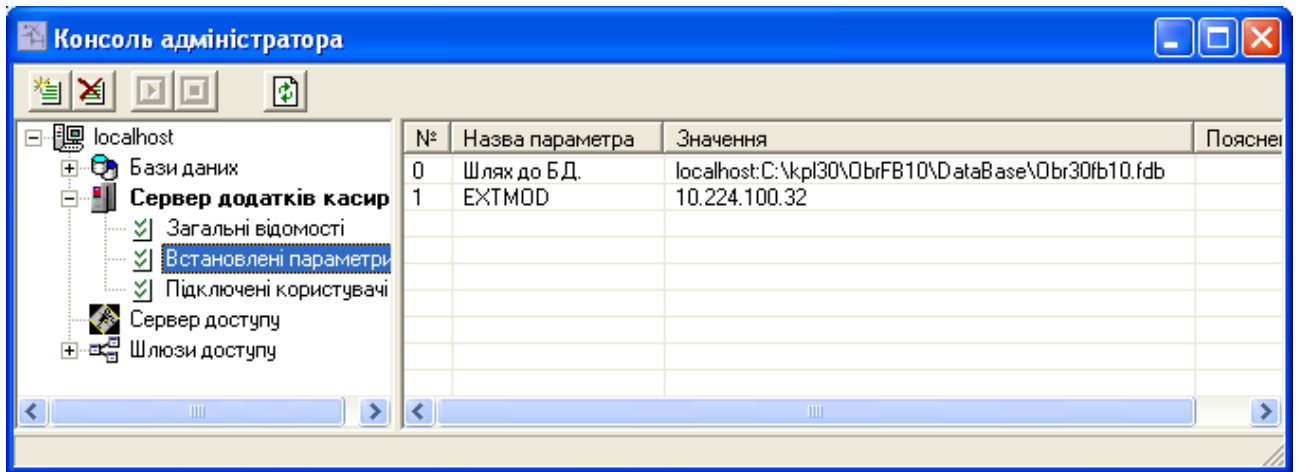 Консоль адміністратора
localhost
Бази даних
Сервер додатків касир
Загальні відомості
Встановлені параметри
Підключені користувачі
Сервер доступу
Шлюзи доступу
№ Назва параметра Значення Пояснен
0 Шлях до БД. localhost:C:\kpl30\ObrFB10\DataBase\Obr30fb10.fdb
1 EXTMOD 10.224.100.32